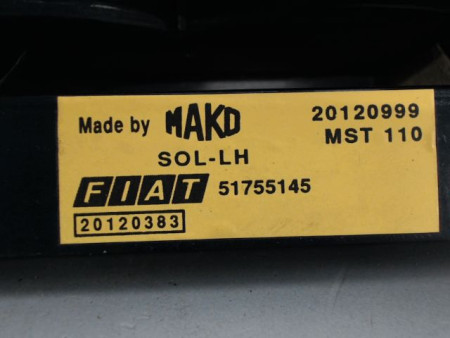 Made by MAKO 20120999
MST 110
SOL-LH
FIAT 51755145
20120383